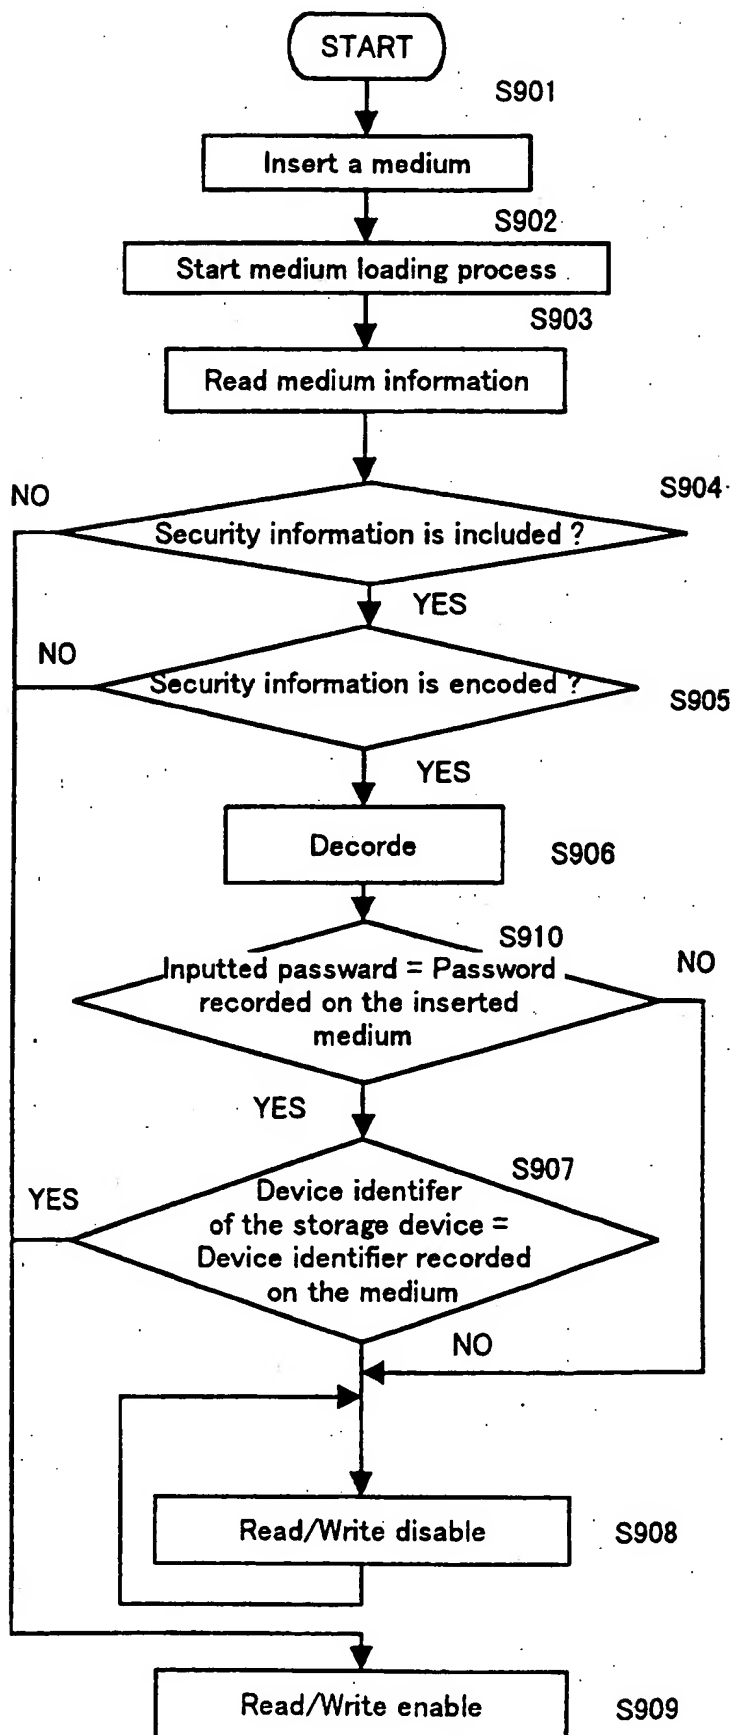 START
S901
Insert a medium
S902
Start medium loading process
S903
Read medium information
NO
S904
Security information is included ?
YES
NO
Security information is encoded ?
S905
YES
Decorde
S906
S910
Inputted passward = Password
NO
recorded on the inserted
medium
YES
S907
YES
Device identifer
of the storage device =
Device identifier recorded
on the medium
NO
Read/Write disable
S908
Read/Write enable
S909